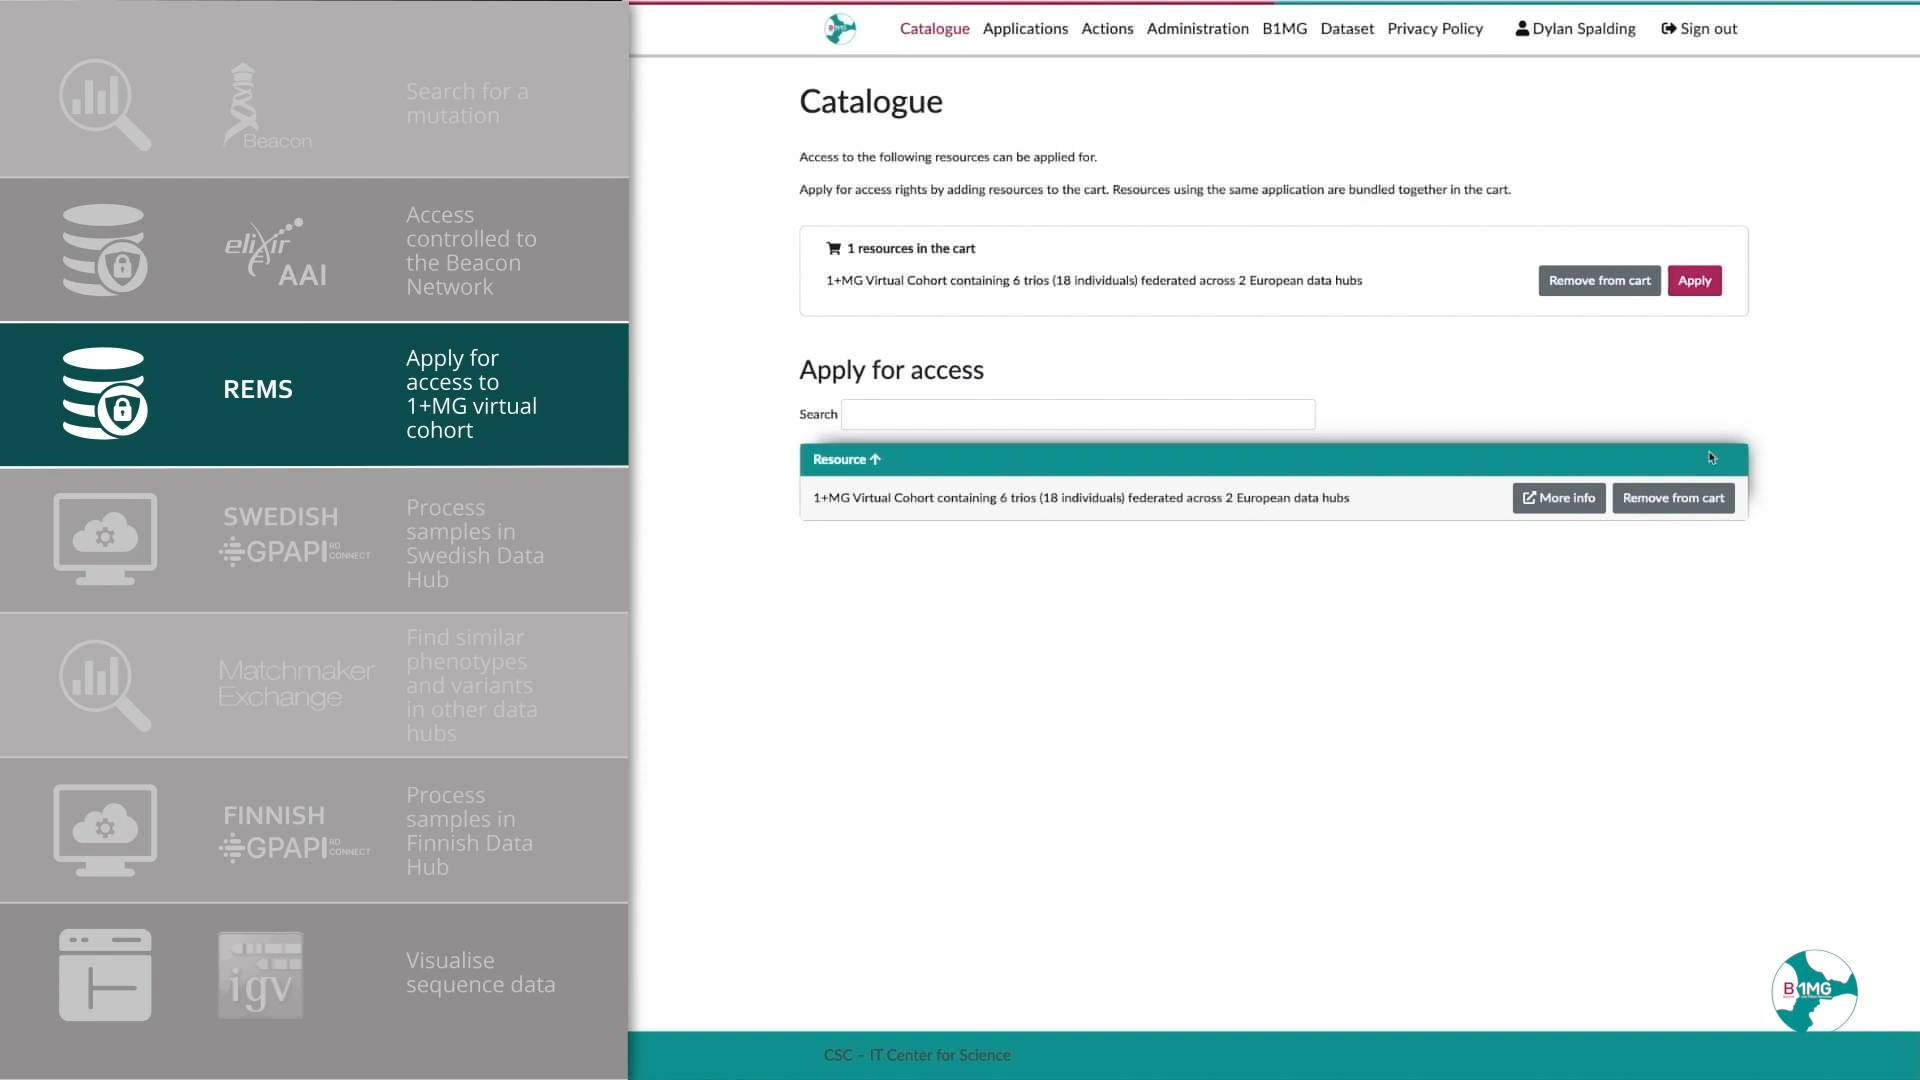 Search for a
mutation
Beacon
Access
controlled to
the Beacon
Network
elixir
AAI
Apply for
access to
1+MG virtual
cohort
REMS
Process
samples in
Swedish Data
Hub
SWEDISH
GPAPI RD CONNECT
Find similar
phenotypes
and variants
in other data
hubs
Matchmaker
Exchange
Process
samples in
Finnish Data
Hub
FINNISH
GPAPI RD CONNECT
Visualise
sequence data
igv
Catalogue Applications Actions Administration B1MG Dataset Privacy Policy Dylan Spalding Sign out
Catalogue
Access to the following resources can be applied for.
Apply for access rights by adding resources to the cart. Resources using the same application are bundled together in the cart.
1 resources in the cart
1+MG Virtual Cohort containing 6 trios (18 individuals) federated across 2 European data hubs Remove from cart Apply
Apply for access
Search
Resource
1+MG Virtual Cohort containing 6 trios (18 individuals) federated across 2 European data hubs More info Remove from cart
B1MG
CSC – IT Center for Science